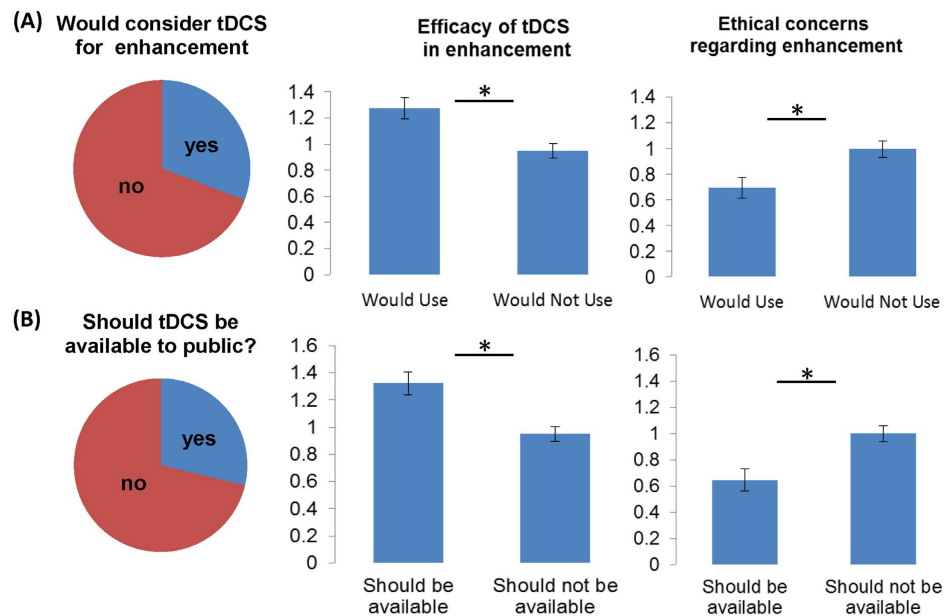 (A)
Would consider tDCS
for enhancement
yes
no
Efficacy of tDCS
in enhancement
1.4
1.2
1
0.8
0.6
0.4
0.2
0
*
Would Use
Would Not Use
Ethical concerns
regarding enhancement
1.4
1.2
1
0.8
0.6
0.4
0.2
0
*
Would Use
Would Not Use
(B)
Should tDCS be
available to public?
yes
no
1.6
1.4
1.2
1
0.8
0.6
0.4
0.2
0
*
Should be
available
Should not be
available
1.6
1.4
1.2
1
0.8
0.6
0.4
0.2
0
*
Should be
available
Should not be
available